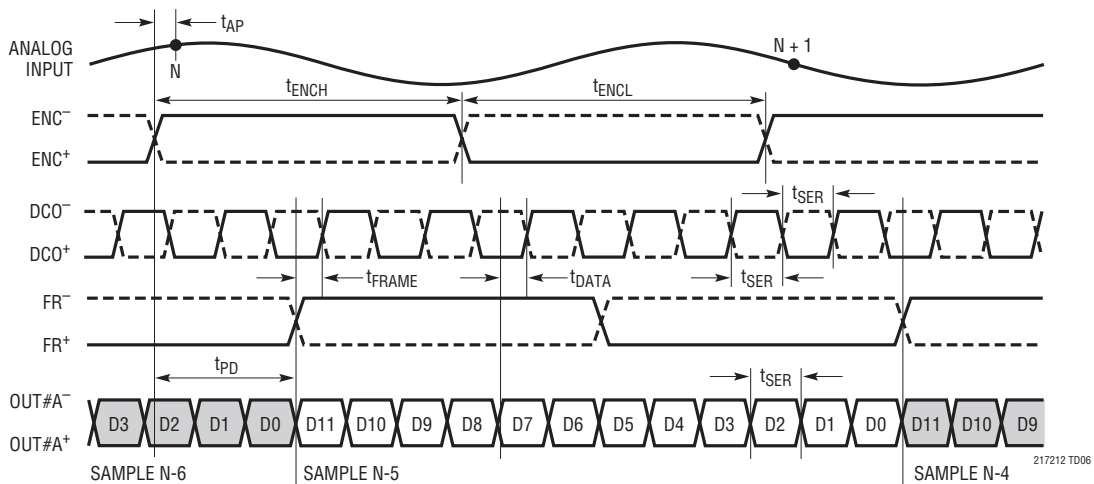 tAP
ANALOG
INPUT
N
N + 1
tENCH
tENCL
ENC–
ENC+
DCO–
DCO+
tSER
tFRAME
tDATA
tSER
FR–
FR+
tPD
tSER
OUT#A–
OUT#A+
D3 D2 D1 D0 D11 D10 D9 D8 D7 D6 D5 D4 D3 D2 D1 D0 D11 D10 D9
SAMPLE N-6 SAMPLE N-5 SAMPLE N-4
217212 TD06